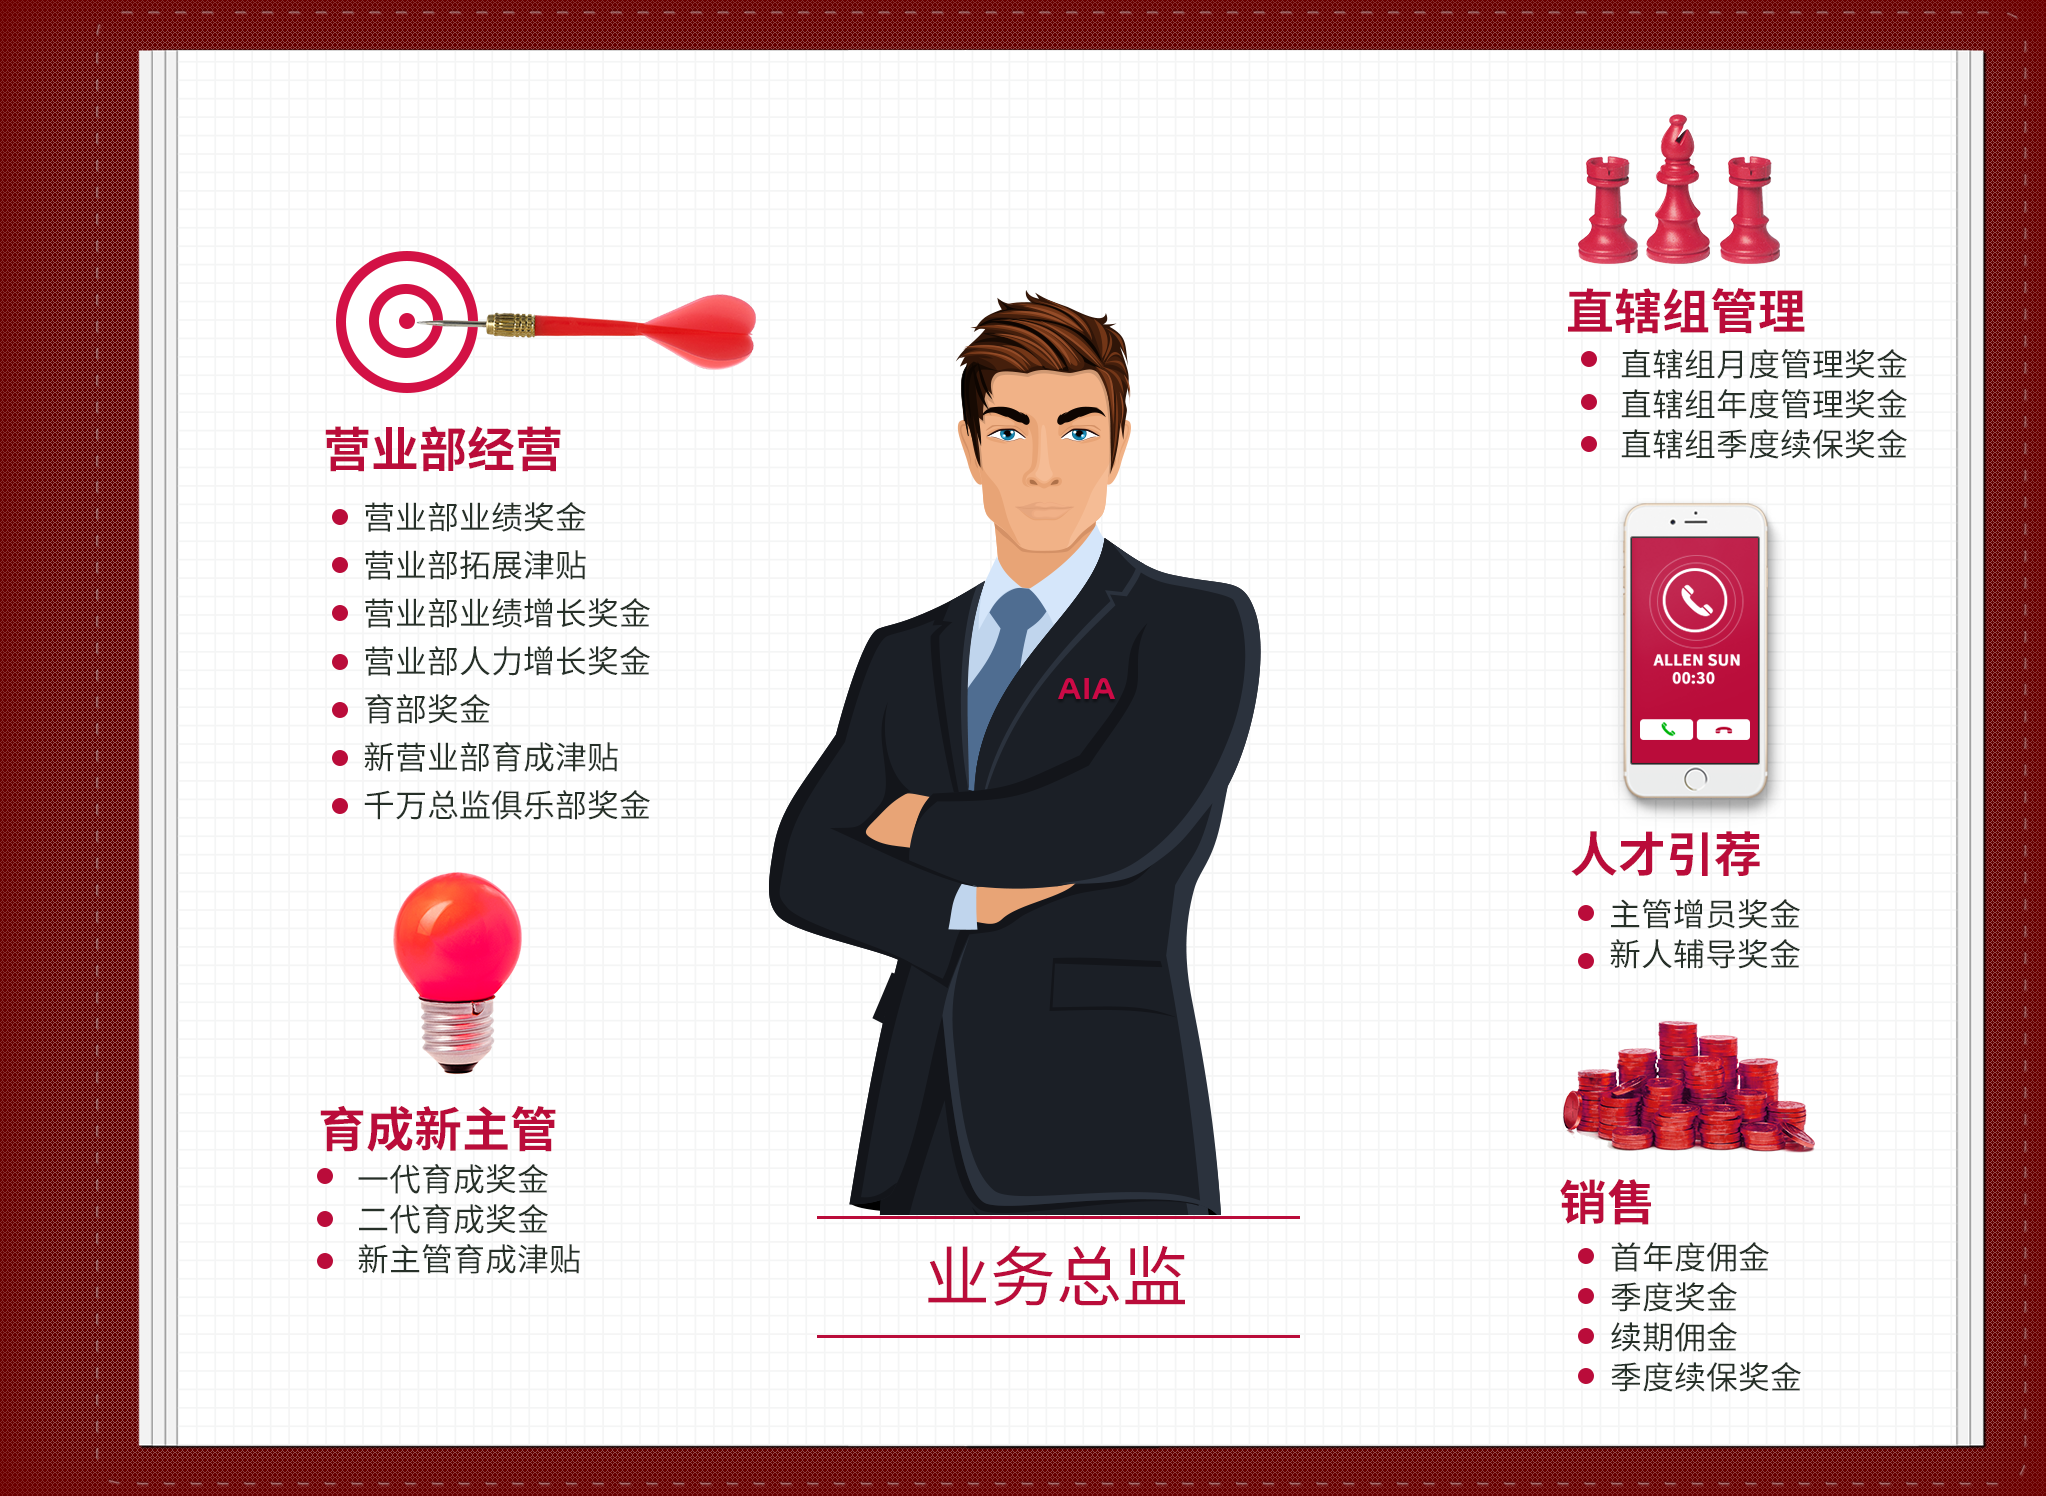 营业部经营
营业部业绩奖金
营业部拓展津贴
营业部业绩增长奖金
营业部人力增长奖金
育部奖金
新营业部育成津贴
千万总监俱乐部奖金
育成新主管
一代育成奖金
二代育成奖金
新主管育成津贴
AIA
业务总监
直辖组管理
直辖组月度管理奖金
直辖组年度管理奖金
直辖组季度续保奖金
ALLEN SUN
00:30
人才引荐
主管增员奖金
新人辅导奖金
销售
首年度佣金
季度奖金
续期佣金
季度续保奖金